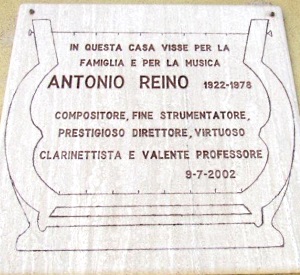 IN QUESTA CASA VISSE PER LA
FAMIGLIA E PER LA MUSICA
ANTONIO REINO 1922-1978
COMPOSITORE, FINE STRUMENTATORE,
PRESTIGIOSO DIRETTORE, VIRTUOSO
CLARINETTISTA E VALENTE PROFESSORE
9-7-2002